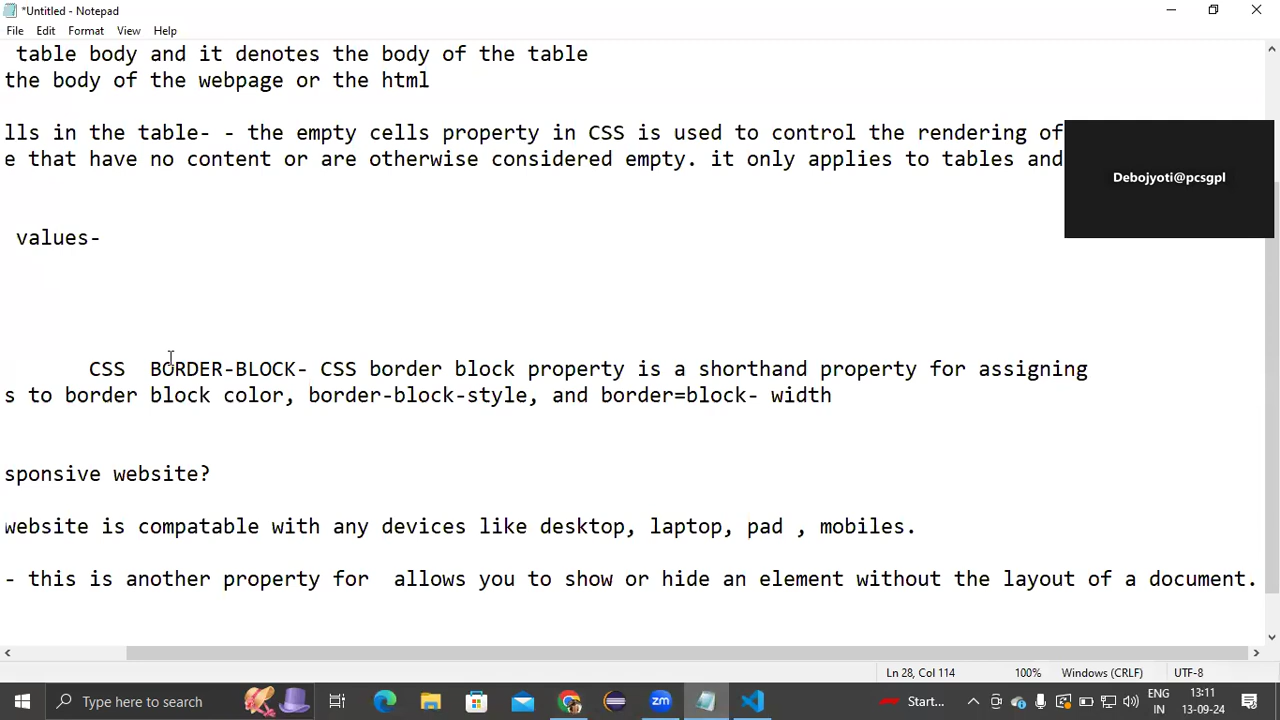 *Untitled - Notepad
File Edit Format View Help
table body and it denotes the body of the table
the body of the webpage or the html
lls in the table- - the empty cells property in CSS is used to control the rendering of
e that have no content or are otherwise considered empty. it only applies to tables and
Debojyoti@pcsgpl
values-
CSS BORDER-BLOCK- CSS border block property is a shorthand property for assigning
s to border block color, border-block-style, and border=block- width
sponsive website?
website is compatable with any devices like desktop, laptop, pad , mobiles.
- this is another property for allows you to show or hide an element without the layout of a document.
Ln 28, Col 114 100% Windows (CRLF) UTF-8
Type here to search zm Start... ENG IN 13:11 13-09-24